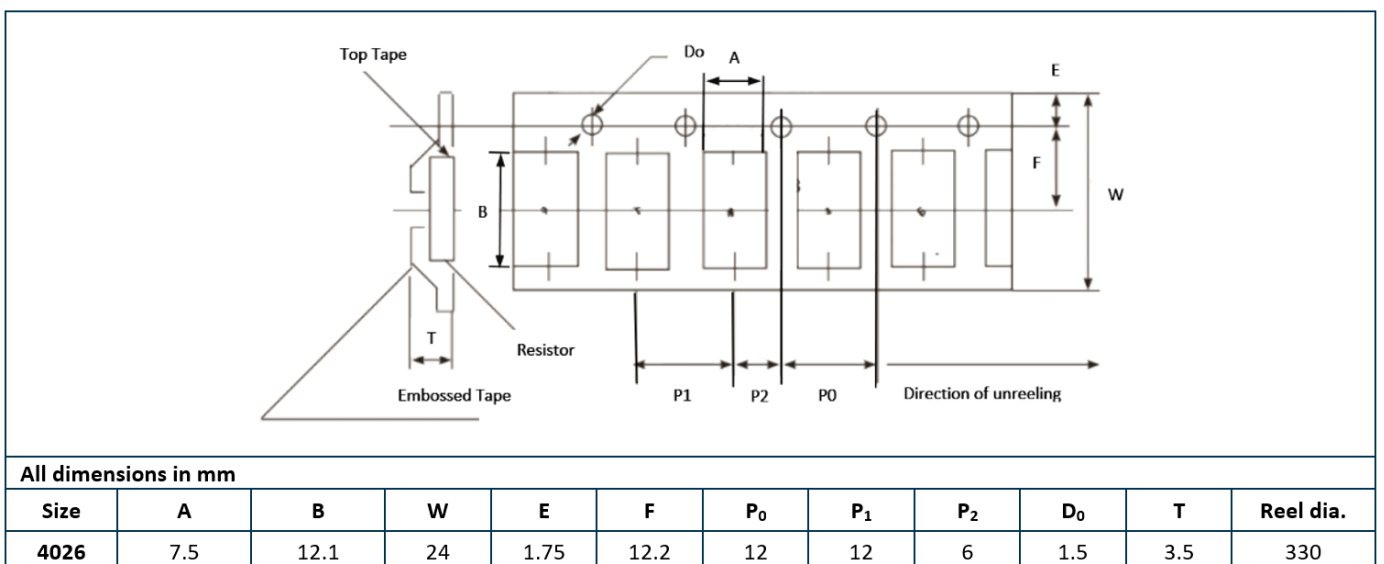 Top Tape
Do
A
E
F
W
B
T
Resistor
Embossed Tape
P1
P2
P0
Direction of unreeling
All dimensions in mm
Size A B W E F P₀ P₁ P₂ D₀ T Reel dia.
4026 7.5 12.1 24 1.75 12.2 12 12 6 1.5 3.5 330